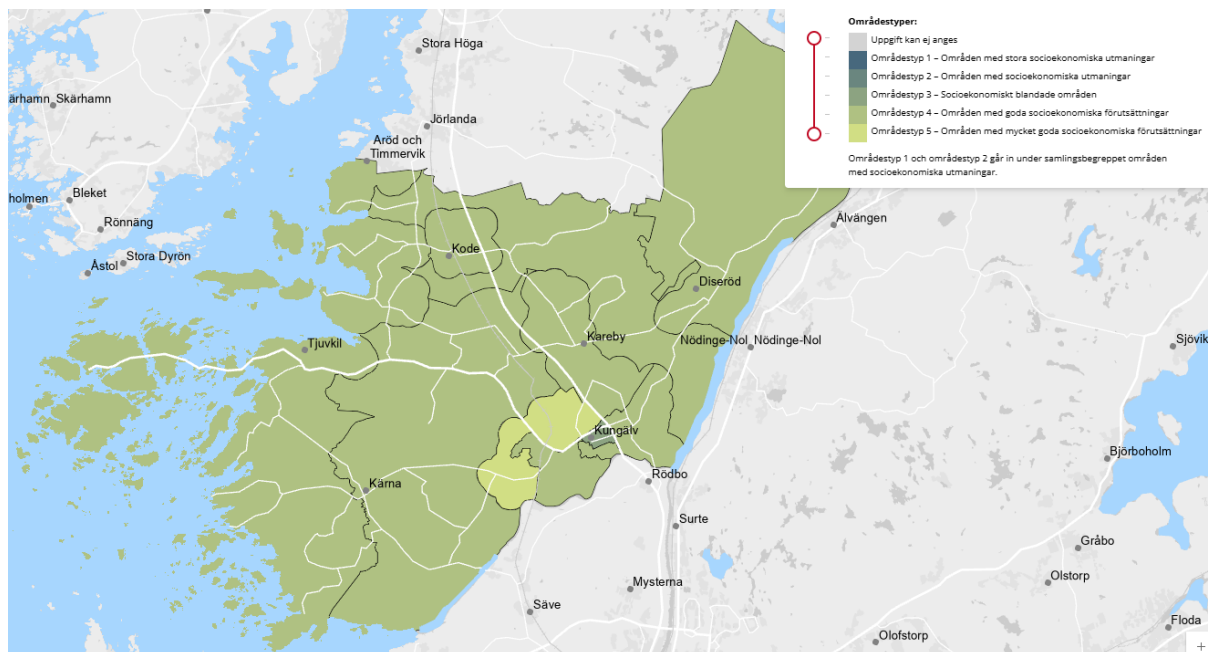 Områdestyper:
Uppgift kan ej anges
Områdestyp 1 – Områden med stora socioekonomiska utmaningar
Områdestyp 2 – Områden med socioekonomiska utmaningar
Områdestyp 3 – Socioekonomiskt blandade områden
Områdestyp 4 – Områden med goda socioekonomiska förutsättningar
Områdestyp 5 – Områden med mycket goda socioekonomiska förutsättningar
Områdestyp 1 och områdestyp 2 går in under samlingsbegreppet områden
med socioekonomiska utmaningar.
Stora Höga
ärhamn Skärhamn
Jörlanda
Aröd och
Timmervik
Bleket
holmen
Rönnäng
Älvängen
Kode
Stora Dyrön
Åstol
Diseröd
Kareby
Nödinge-Nol Nödinge-Nol
Sjövik
Tjuvkil
Kungälv
Björboholm
Rödbo
Kärna
Surte
Gråbo
Mysterna
Olstorp
Säve
Floda
Olofstorp
+